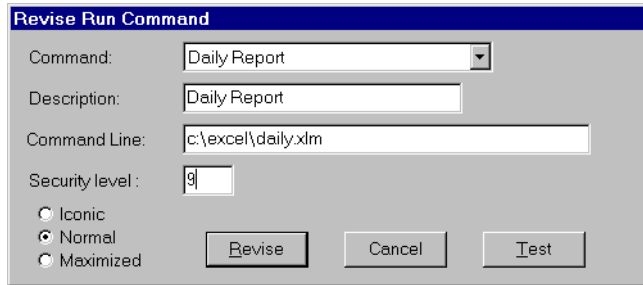 Revise Run Command
Command: Daily Report
Description: Daily Report
Command Line: c:\excel\daily.xlm
Security level : 9
Iconic
Normal
Maximized
Revise Cancel Test